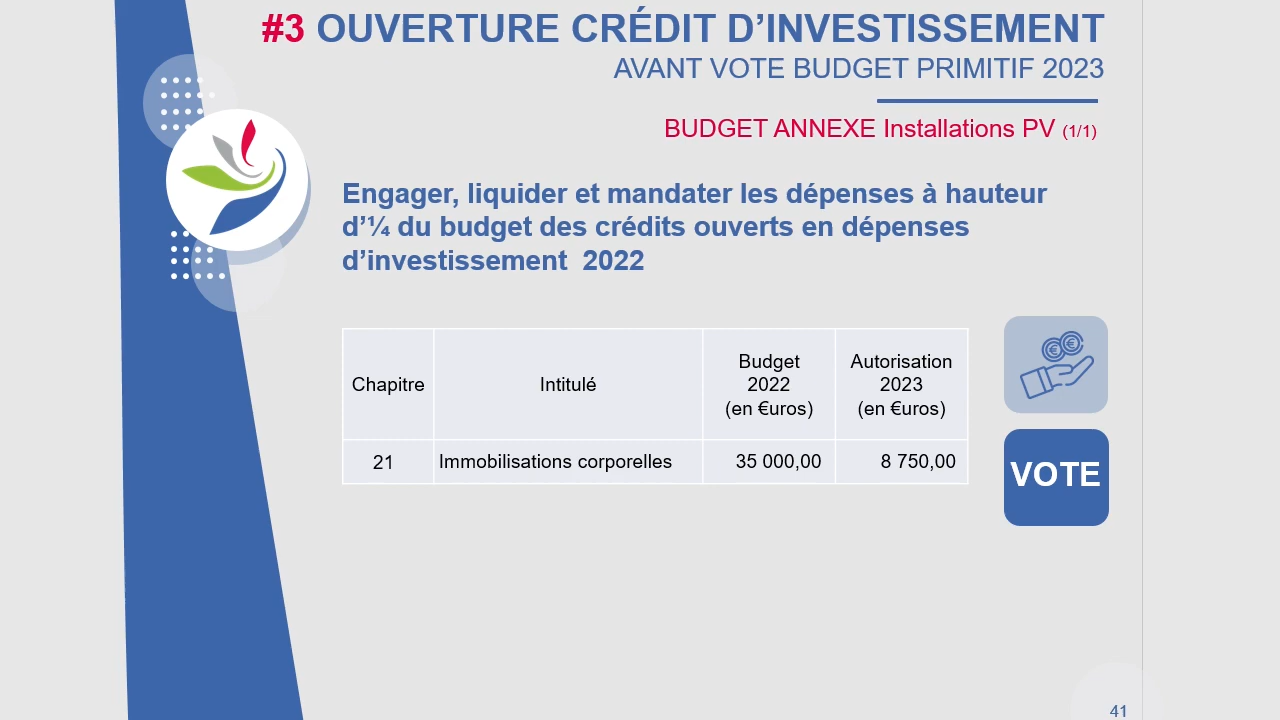 #3 OUVERTURE CRÉDIT D’INVESTISSEMENT
AVANT VOTE BUDGET PRIMITIF 2023
BUDGET ANNEXE Installations PV (1/1)
Engager, liquider et mandater les dépenses à hauteur
d’¼ du budget des crédits ouverts en dépenses
d’investissement 2022
Chapitre
Intitulé
Budget
2022
(en €uros)
Autorisation
2023
(en €uros)
21
Immobilisations corporelles
35 000,00
8 750,00
VOTE
41